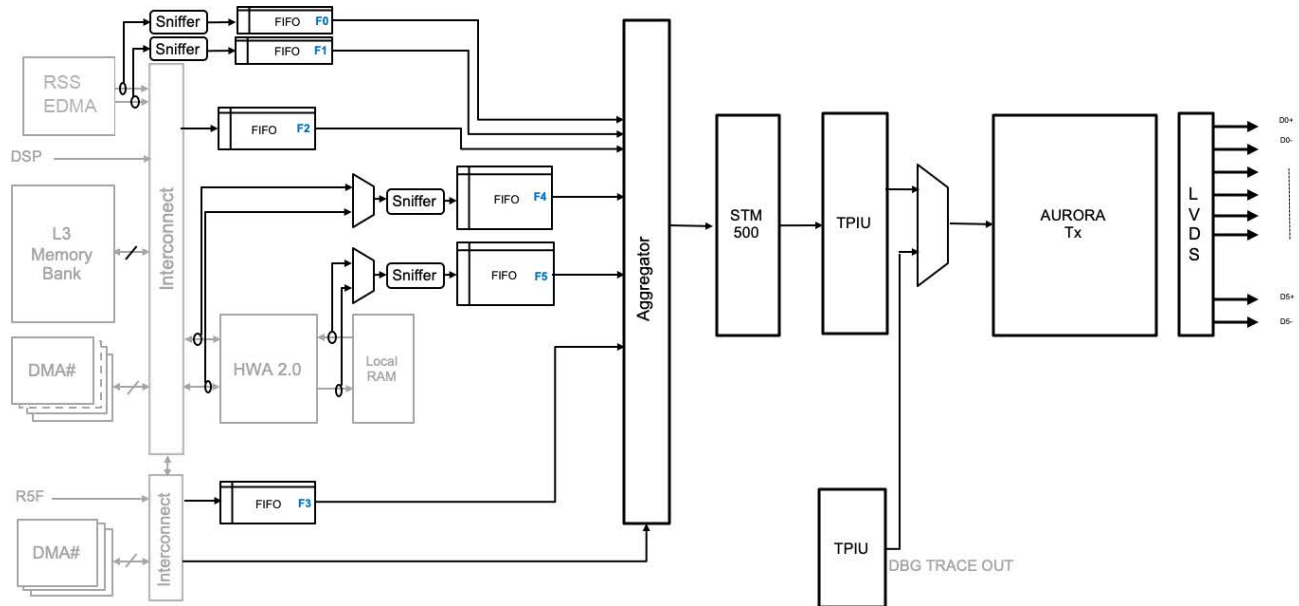 Sniffer
FIFO F0
Sniffer
FIFO F1
RSS
EDMA
FIFO F2
DSP
Interconnect
L3
Memory
Bank
Sniffer
FIFO F4
Sniffer
FIFO F5
DMA#
HWA 2.0
Local
RAM
R5F
Interconnect
FIFO F3
DMA#
Aggregator
STM
500
TPIU
AURORA
Tx
L
V
D
S
D0+
D0-
D5+
D5-
TPIU
DBG TRACE OUT